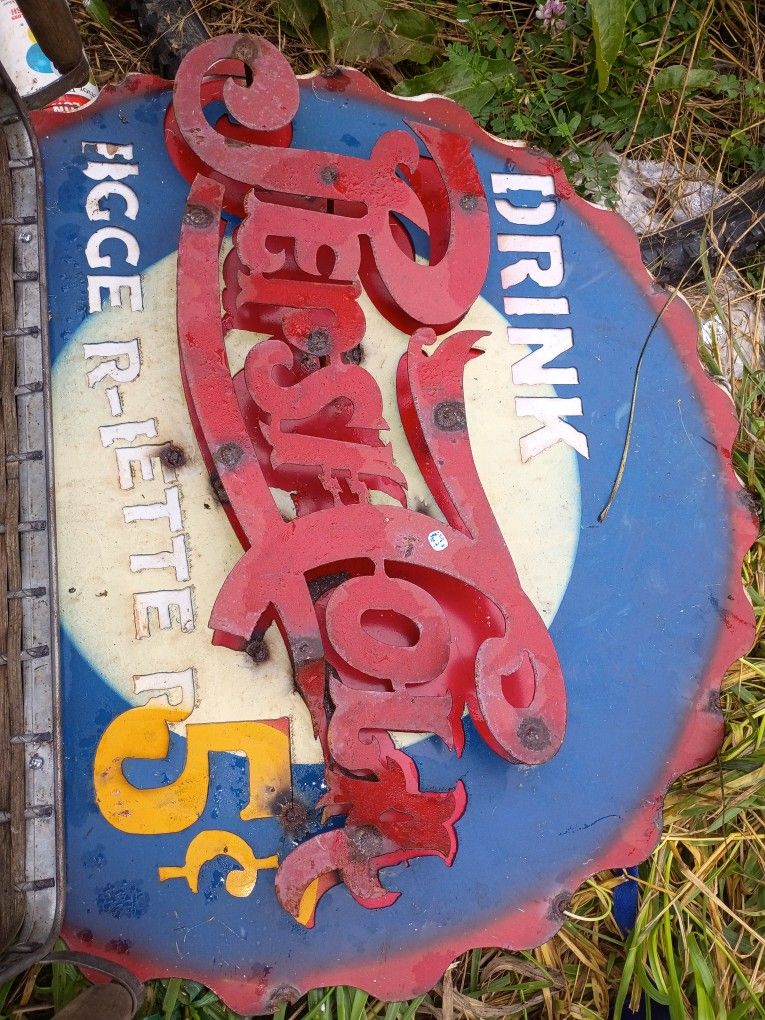 DRINK
PEPSI-COLA
BIGGER-BETTER
5¢